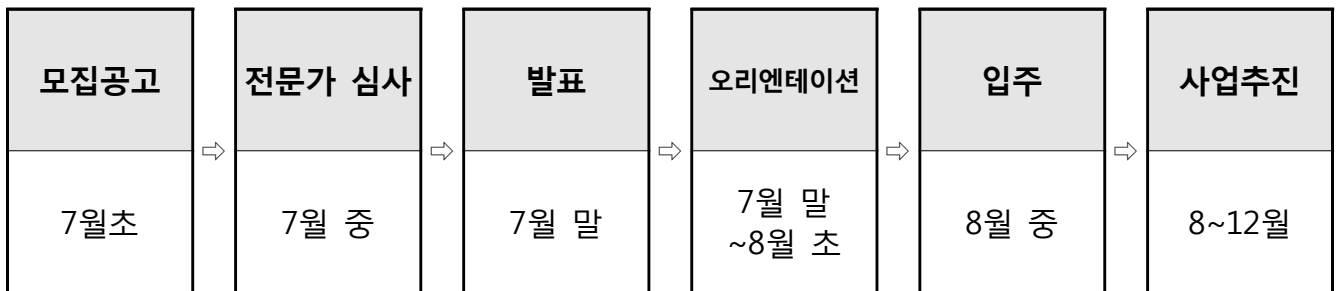 모집공고
⇨
전문가 심사
⇨
발표
⇨
오리엔테이션
⇨
입주
⇨
사업추진
7월초
7월 중
7월 말
7월 말
~8월 초
8월 중
8~12월